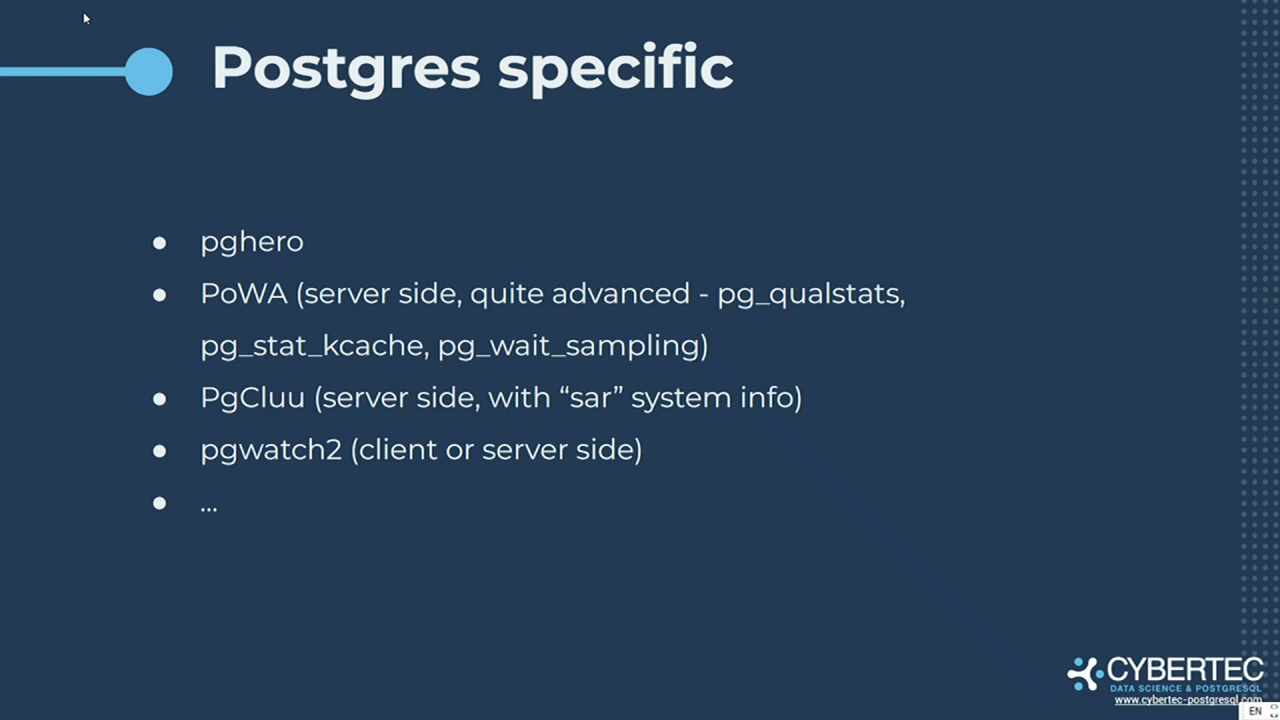 Postgres specific
● pghero
● PoWA (server side, quite advanced - pg_qualstats,
pg_stat_kcache, pg_wait_sampling)
● PgCluu (server side, with “sar” system info)
● pgwatch2 (client or server side)
● ...
CYBERTEC
DATA SCIENCE & POSTGRESQL
www.cybertec-postgresql.com
EN